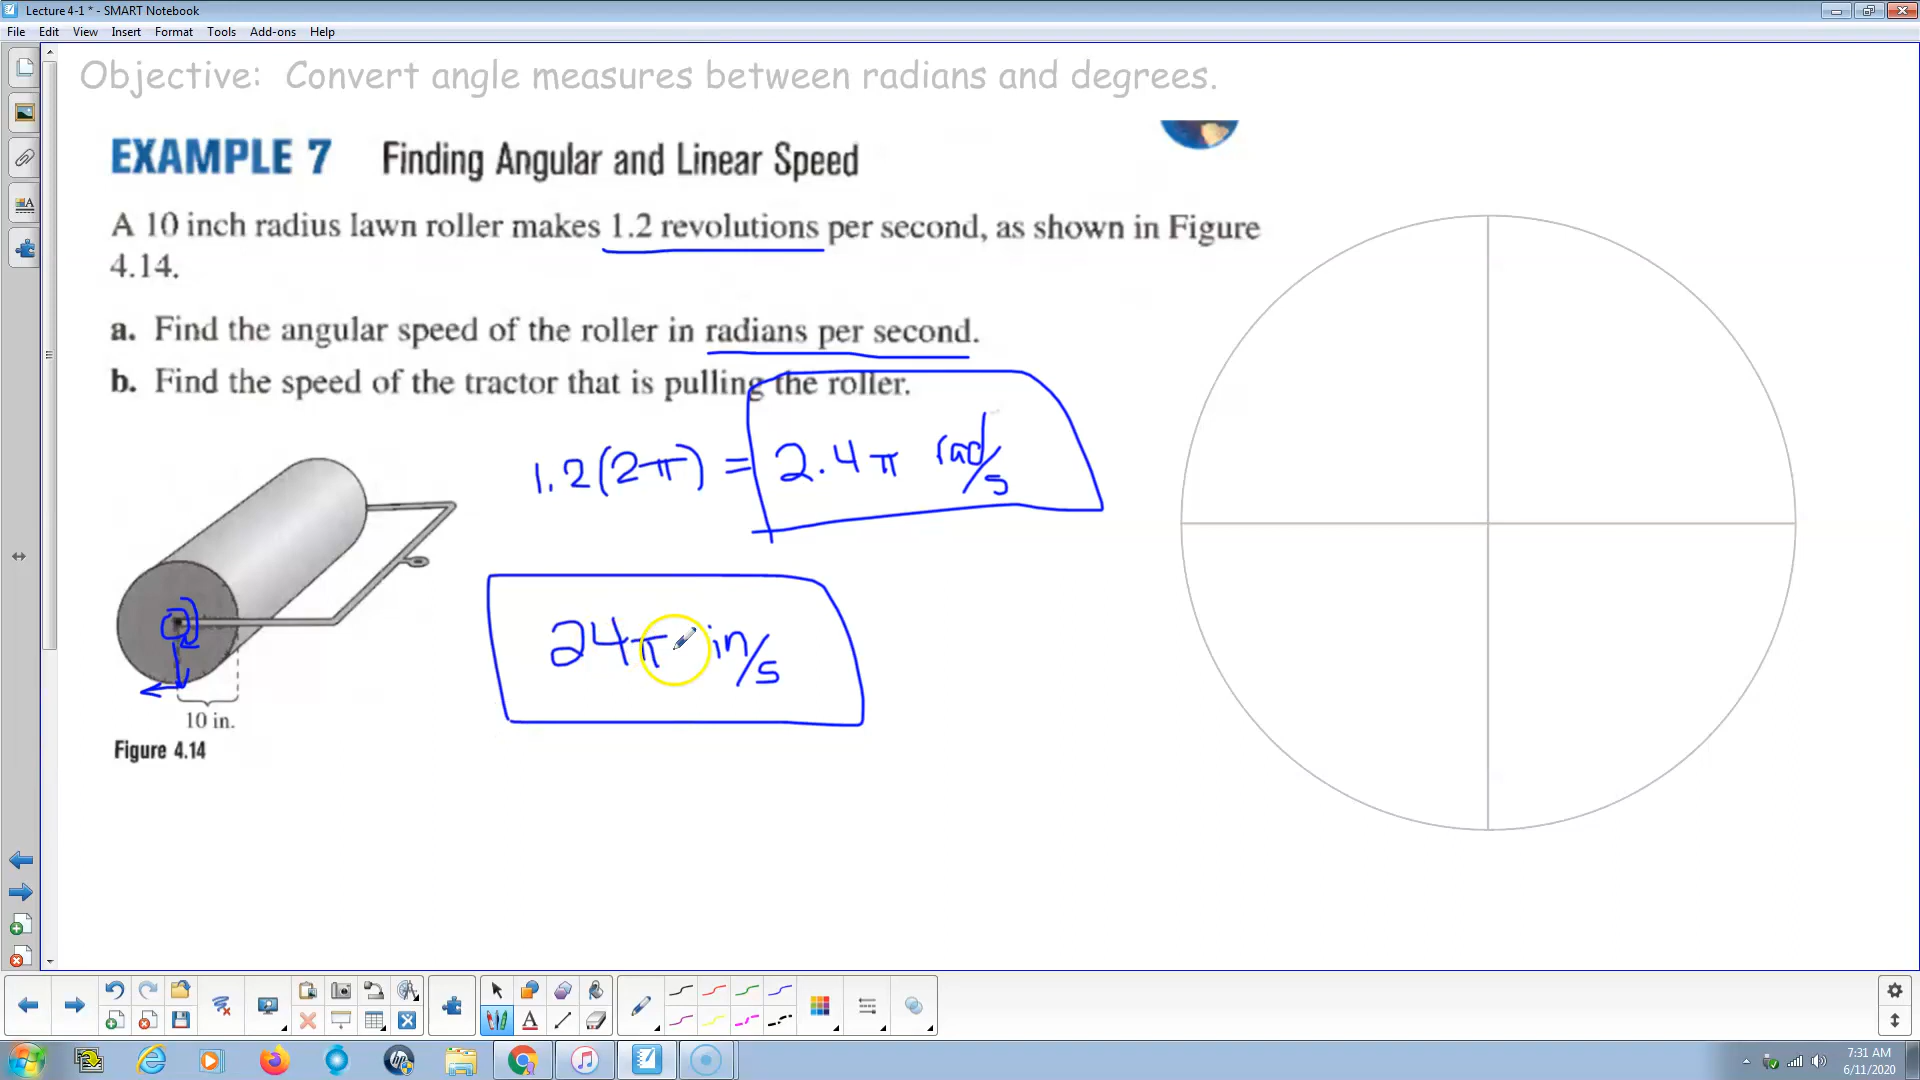 Lecture 4-1 * - SMART Notebook
File Edit View Insert Format Tools Add-ons Help
Objective: Convert angle measures between radians and degrees.
EXAMPLE 7 Finding Angular and Linear Speed
A 10 inch radius lawn roller makes 1.2 revolutions per second, as shown in Figure
4.14.
a. Find the angular speed of the roller in radians per second.
b. Find the speed of the tractor that is pulling the roller.
1.2(2π) = 2.4π rad/s
24π in/s
10 in.
Figure 4.14
7:31 AM
6/11/2020